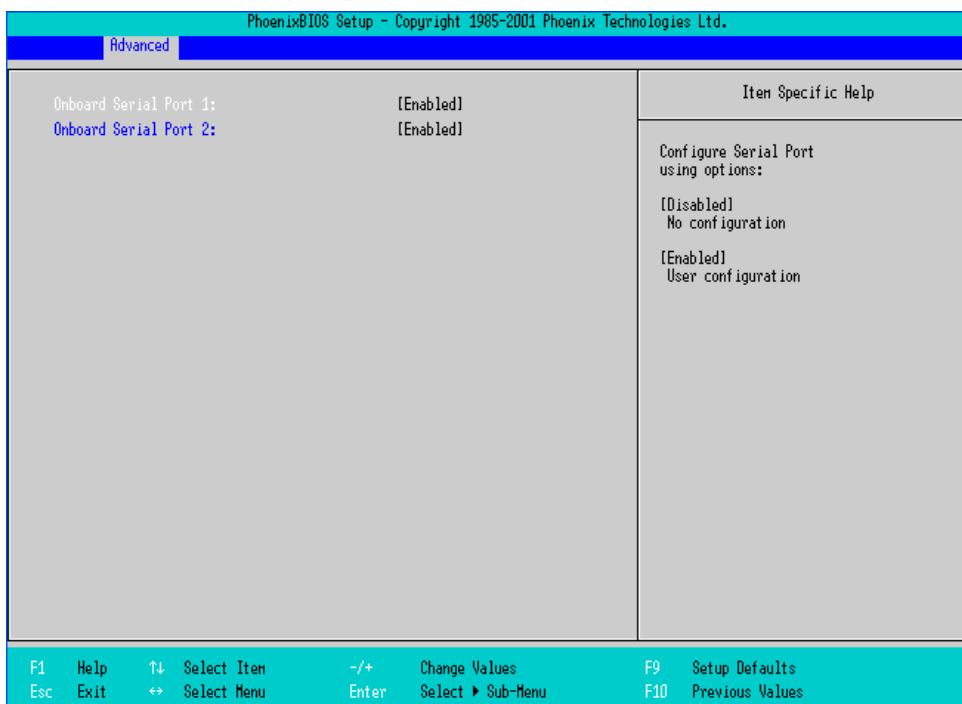 PhoenixBIOS Setup - Copyright 1985-2001 Phoenix Technologies Ltd.
Advanced
Onboard Serial Port 1: [Enabled]
Onboard Serial Port 2: [Enabled]
Item Specific Help
Configure Serial Port
using options:
[Disabled]
No configuration
[Enabled]
User configuration
F1 Help ↑↓ Select Item -/+ Change Values F9 Setup Defaults
Esc Exit ↔ Select Menu Enter Select ▶ Sub-Menu F10 Previous Values